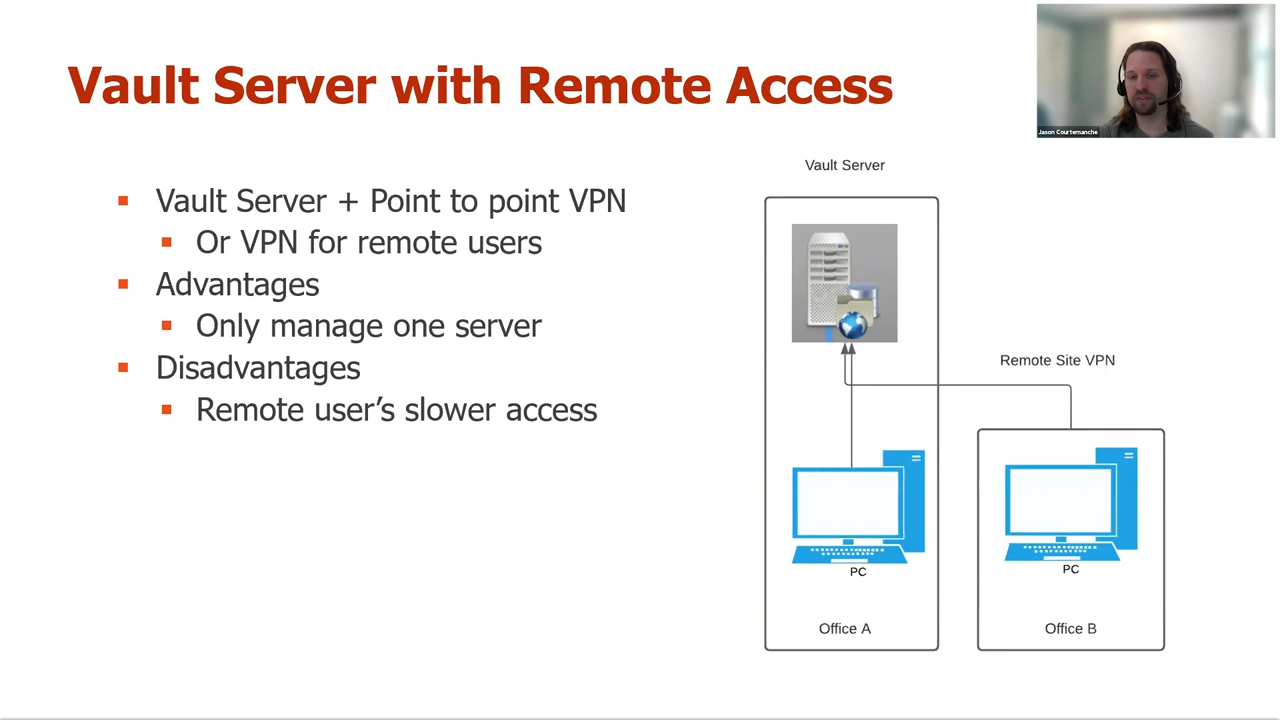 Vault Server with Remote Access
Jason Courtemanche
Vault Server + Point to point VPN
Or VPN for remote users
Advantages
Only manage one server
Disadvantages
Remote user’s slower access
Vault Server
Remote Site VPN
PC
PC
Office A
Office B